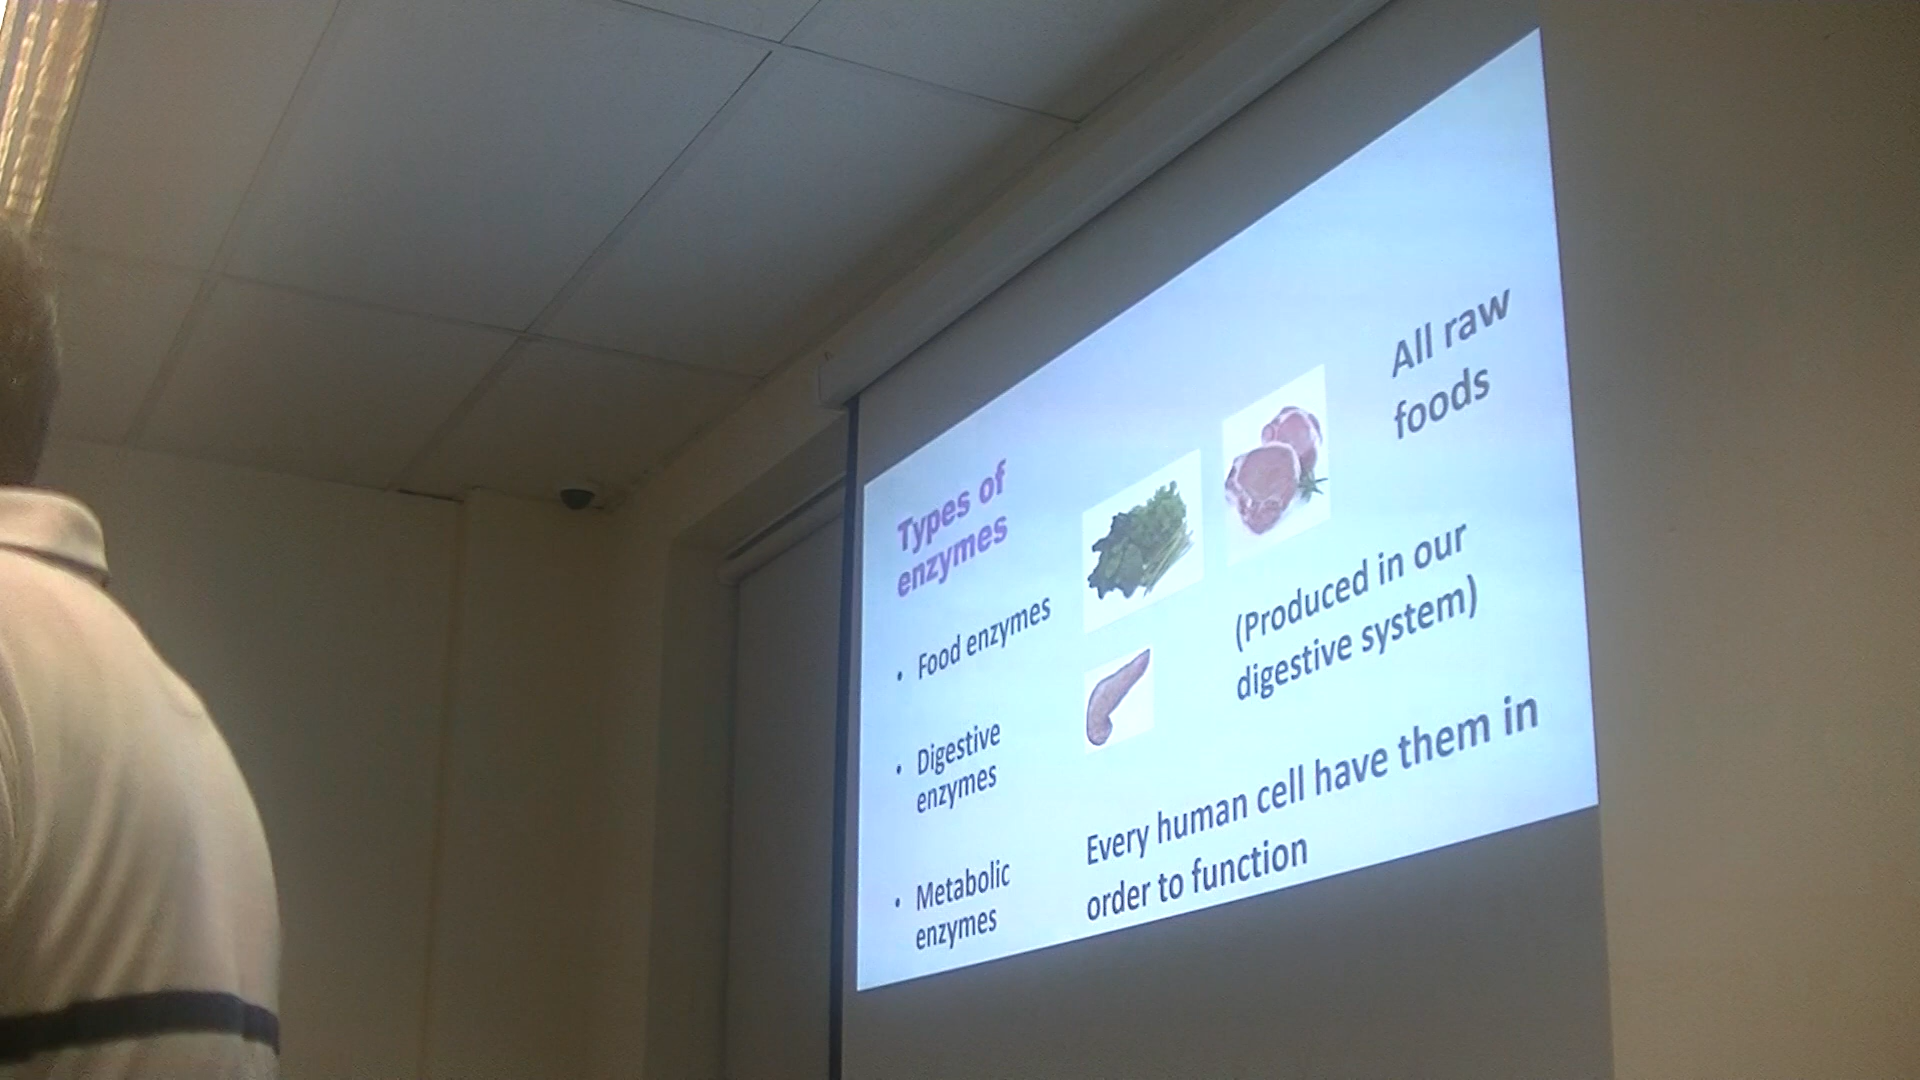 Types of
enzymes
• Food enzymes
All raw
foods
• Digestive
enzymes
(Produced in our
digestive system)
• Metabolic
enzymes
Every human cell have them in
order to function